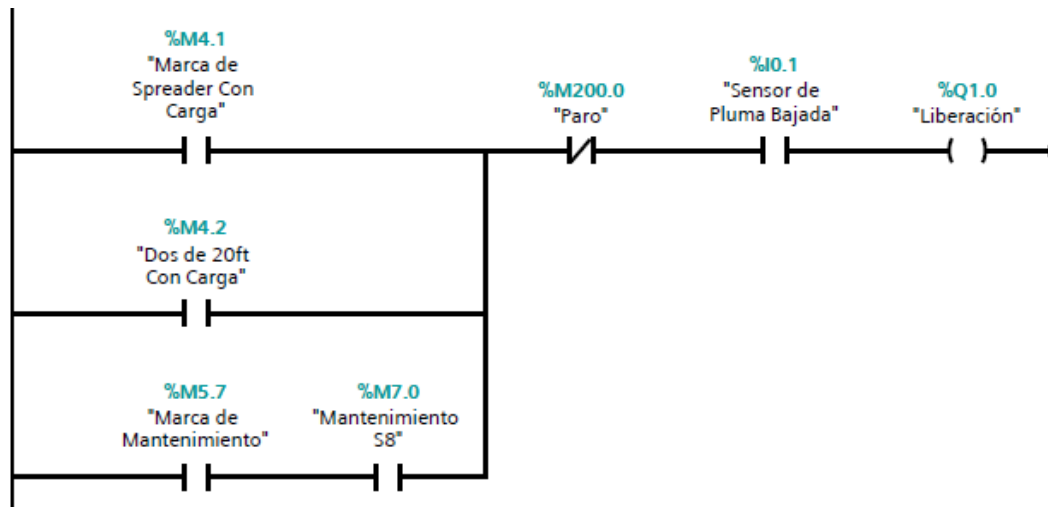 %M4.1
"Marca de
Spreader Con
Carga"
%M200.0
"Paro"
%I0.1
"Sensor de
Pluma Bajada"
%Q1.0
"Liberación"
%M4.2
"Dos de 20ft
Con Carga"
%M5.7
"Marca de
Mantenimiento"
%M7.0
"Mantenimiento
S8"